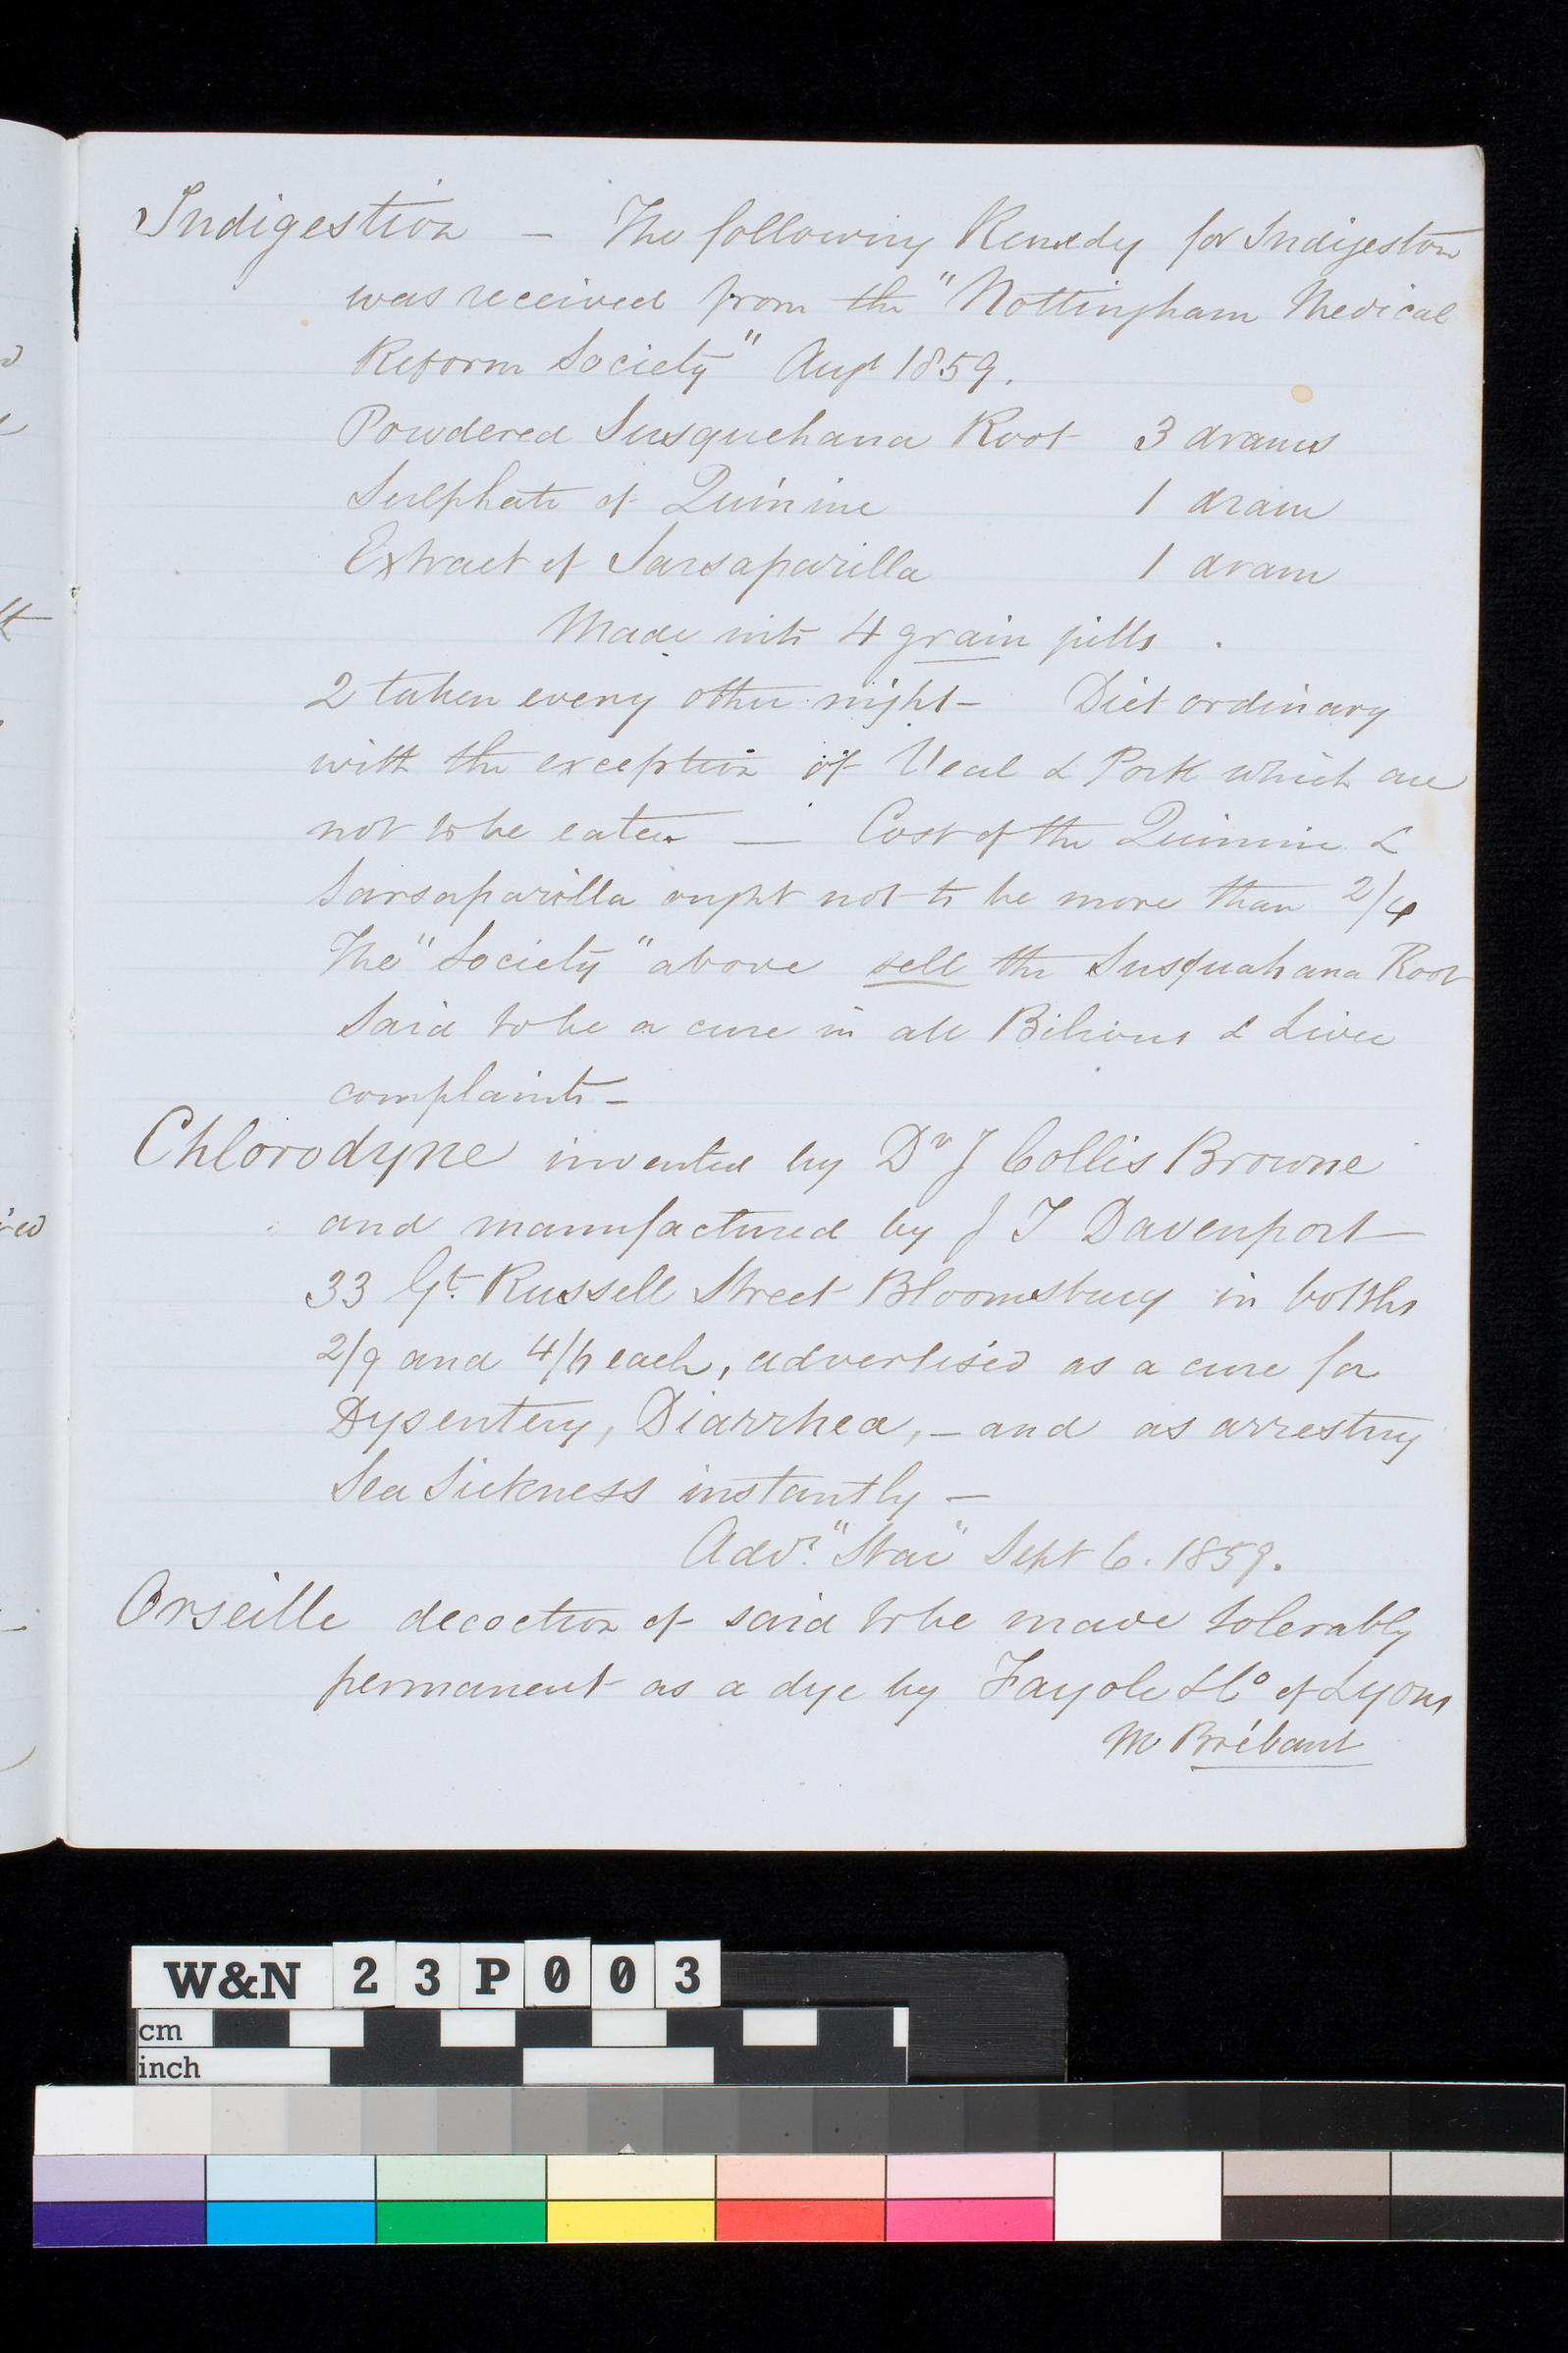 Indigestion – The following Remedy for Indigestion
was received from the "Nottingham Medical
Reform Society" Augt 1859.
Powdered Susquehana Root 3 drams
Sulphate of Quinine 1 dram
Extract of Sarsaparilla 1 dram
Made into 4 grain pills.
2 taken every other night – Diet ordinary
with the exception of Veal & Pork which are
not to be eaten — Cost of the Quinine &
Sarsaparilla ought not to be more than 2/4
The "Society" above sell the Susquahana Root
Said to be a cure in all Bilious & Liver
complaints –
Chlorodyne invented by Dr J Collis Browne
and manufactured by J T Davenport
33 Gt. Russell Street Bloomsbury in bottles
2/9 and 4/6 each, advertised as a cure for
Dysentery, Diarrhea, – and as arresting
Sea Sickness instantly –
Advt. "Star" Sept 6. 1859.
Orseille decoction of said to be made tolerably
permanent as a dye by Fayole & Co of Lyons
M Brébant
W&N 23P003
cm
inch